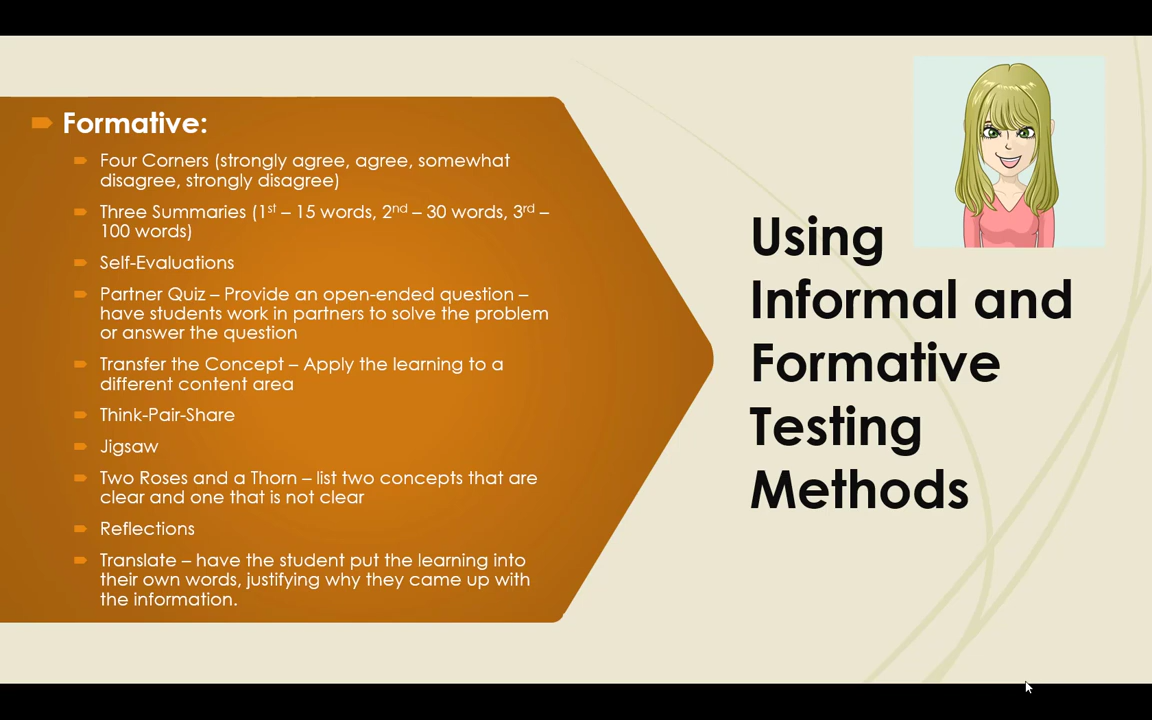 Formative:
Four Corners (strongly agree, agree, somewhat
disagree, strongly disagree)
Three Summaries (1st – 15 words, 2nd – 30 words, 3rd –
100 words)
Self-Evaluations
Partner Quiz – Provide an open-ended question –
have students work in partners to solve the problem
or answer the question
Transfer the Concept – Apply the learning to a
different content area
Think-Pair-Share
Jigsaw
Two Roses and a Thorn – list two concepts that are
clear and one that is not clear
Reflections
Translate – have the student put the learning into
their own words, justifying why they came up with
the information.
Using
Informal and
Formative
Testing
Methods